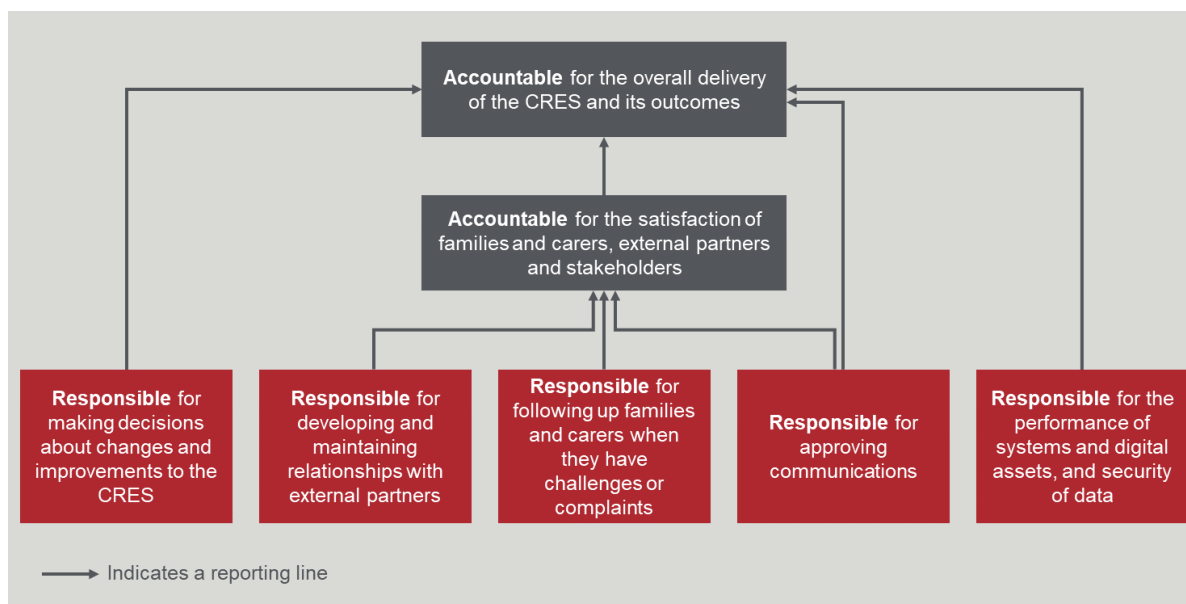 Accountable for the overall delivery
of the CRES and its outcomes
Accountable for the satisfaction of
families and carers, external partners
and stakeholders
Responsible for
making decisions
about changes and
improvements to the
CRES
Responsible for
developing and
maintaining
relationships with
external partners
Responsible for
following up families
and carers when
they have
challenges or
complaints
Responsible for
approving
communications
Responsible for the
performance of
systems and digital
assets, and security
of data
Indicates a reporting line